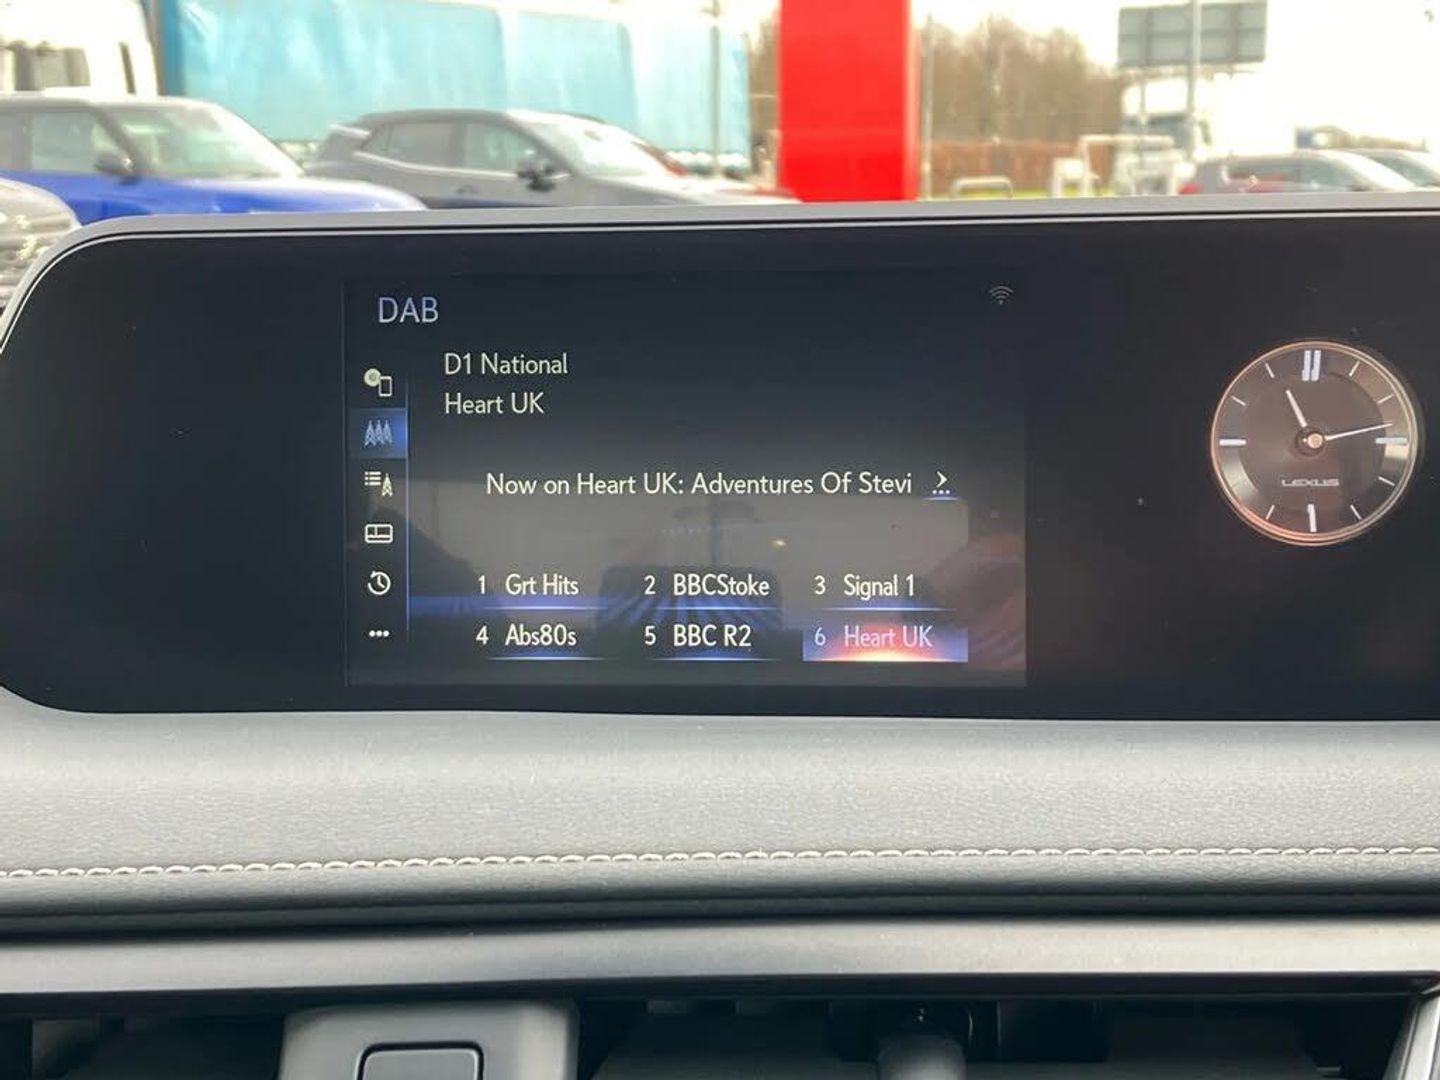 DAB
D1 National
Heart UK
Now on Heart UK: Adventures Of Stevi
1 Grt Hits 2 BBCStoke 3 Signal 1
4 Abs80s 5 BBC R2 6 Heart UK
LEXUS